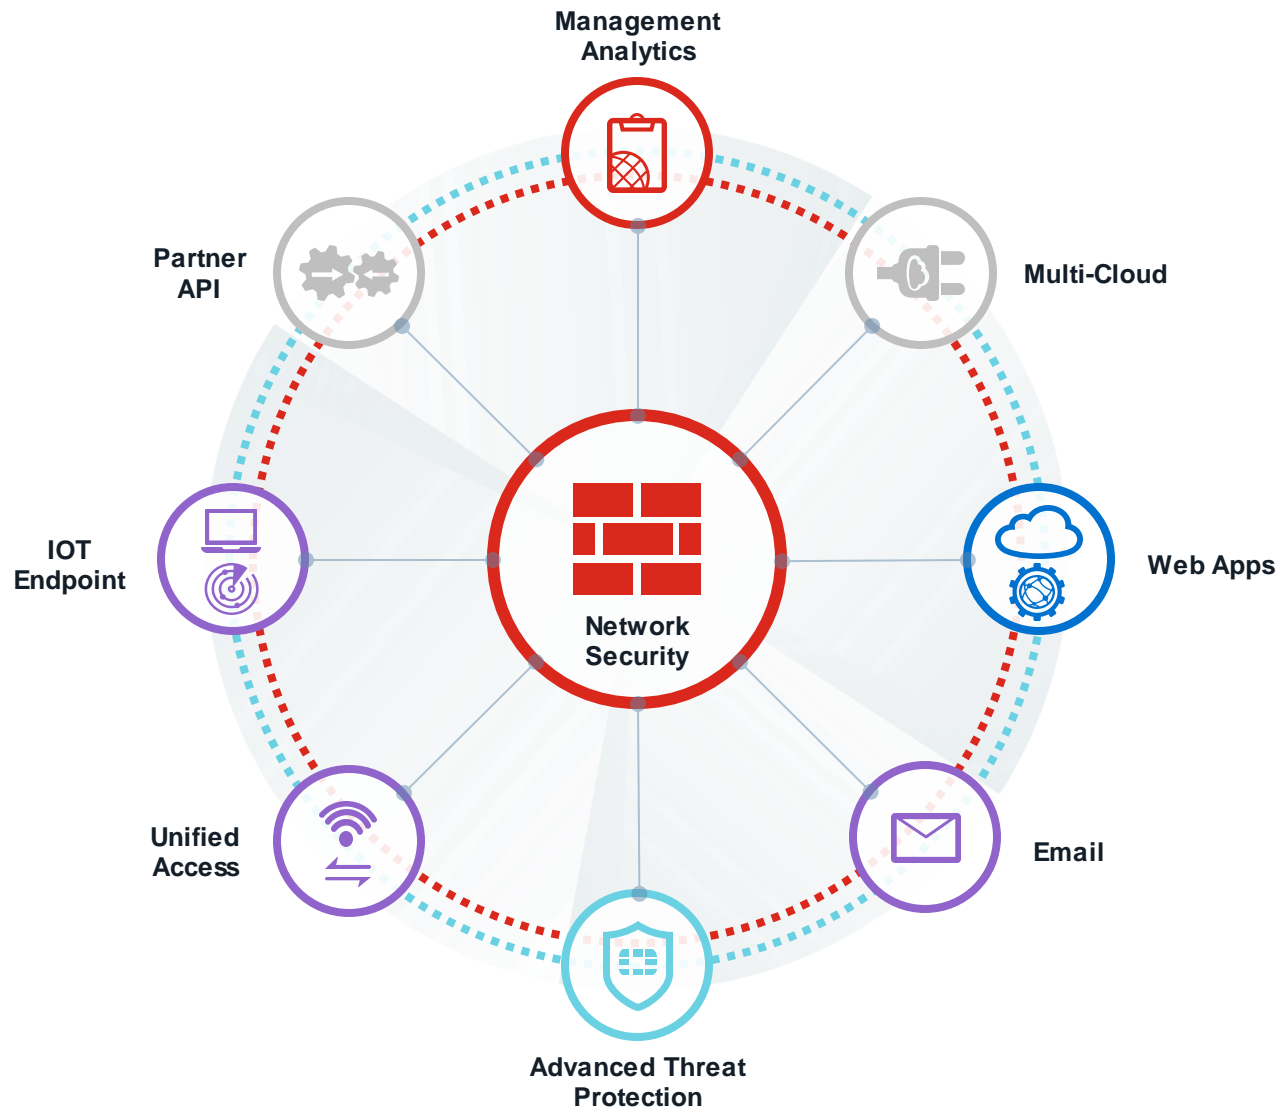 Management
Analytics
Partner
API
Multi-Cloud
IOT
Endpoint
Web Apps
Network
Security
Unified
Access
Email
Advanced Threat
Protection